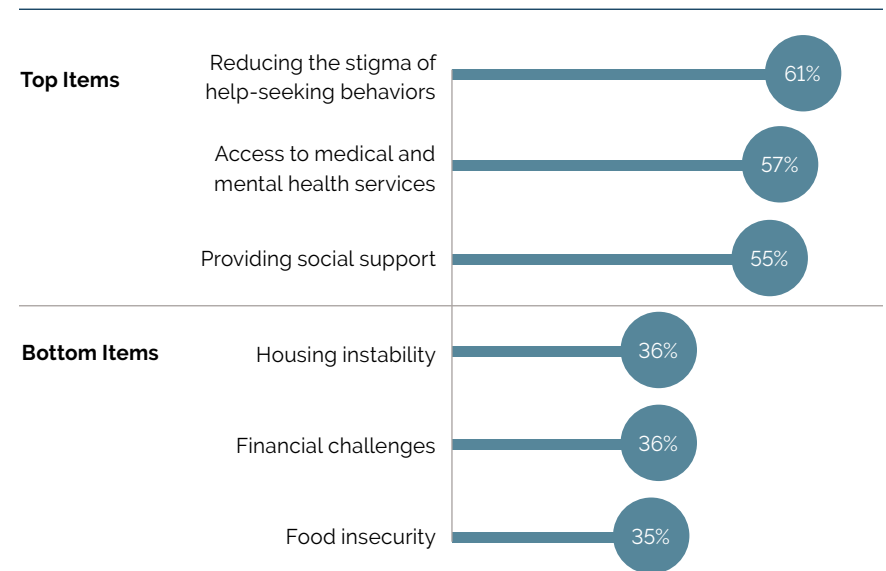 Top Items
Reducing the stigma of
help-seeking behaviors
61%
Access to medical and
mental health services
57%
Providing social support
55%
Bottom Items
Housing instability
36%
Financial challenges
36%
Food insecurity
35%